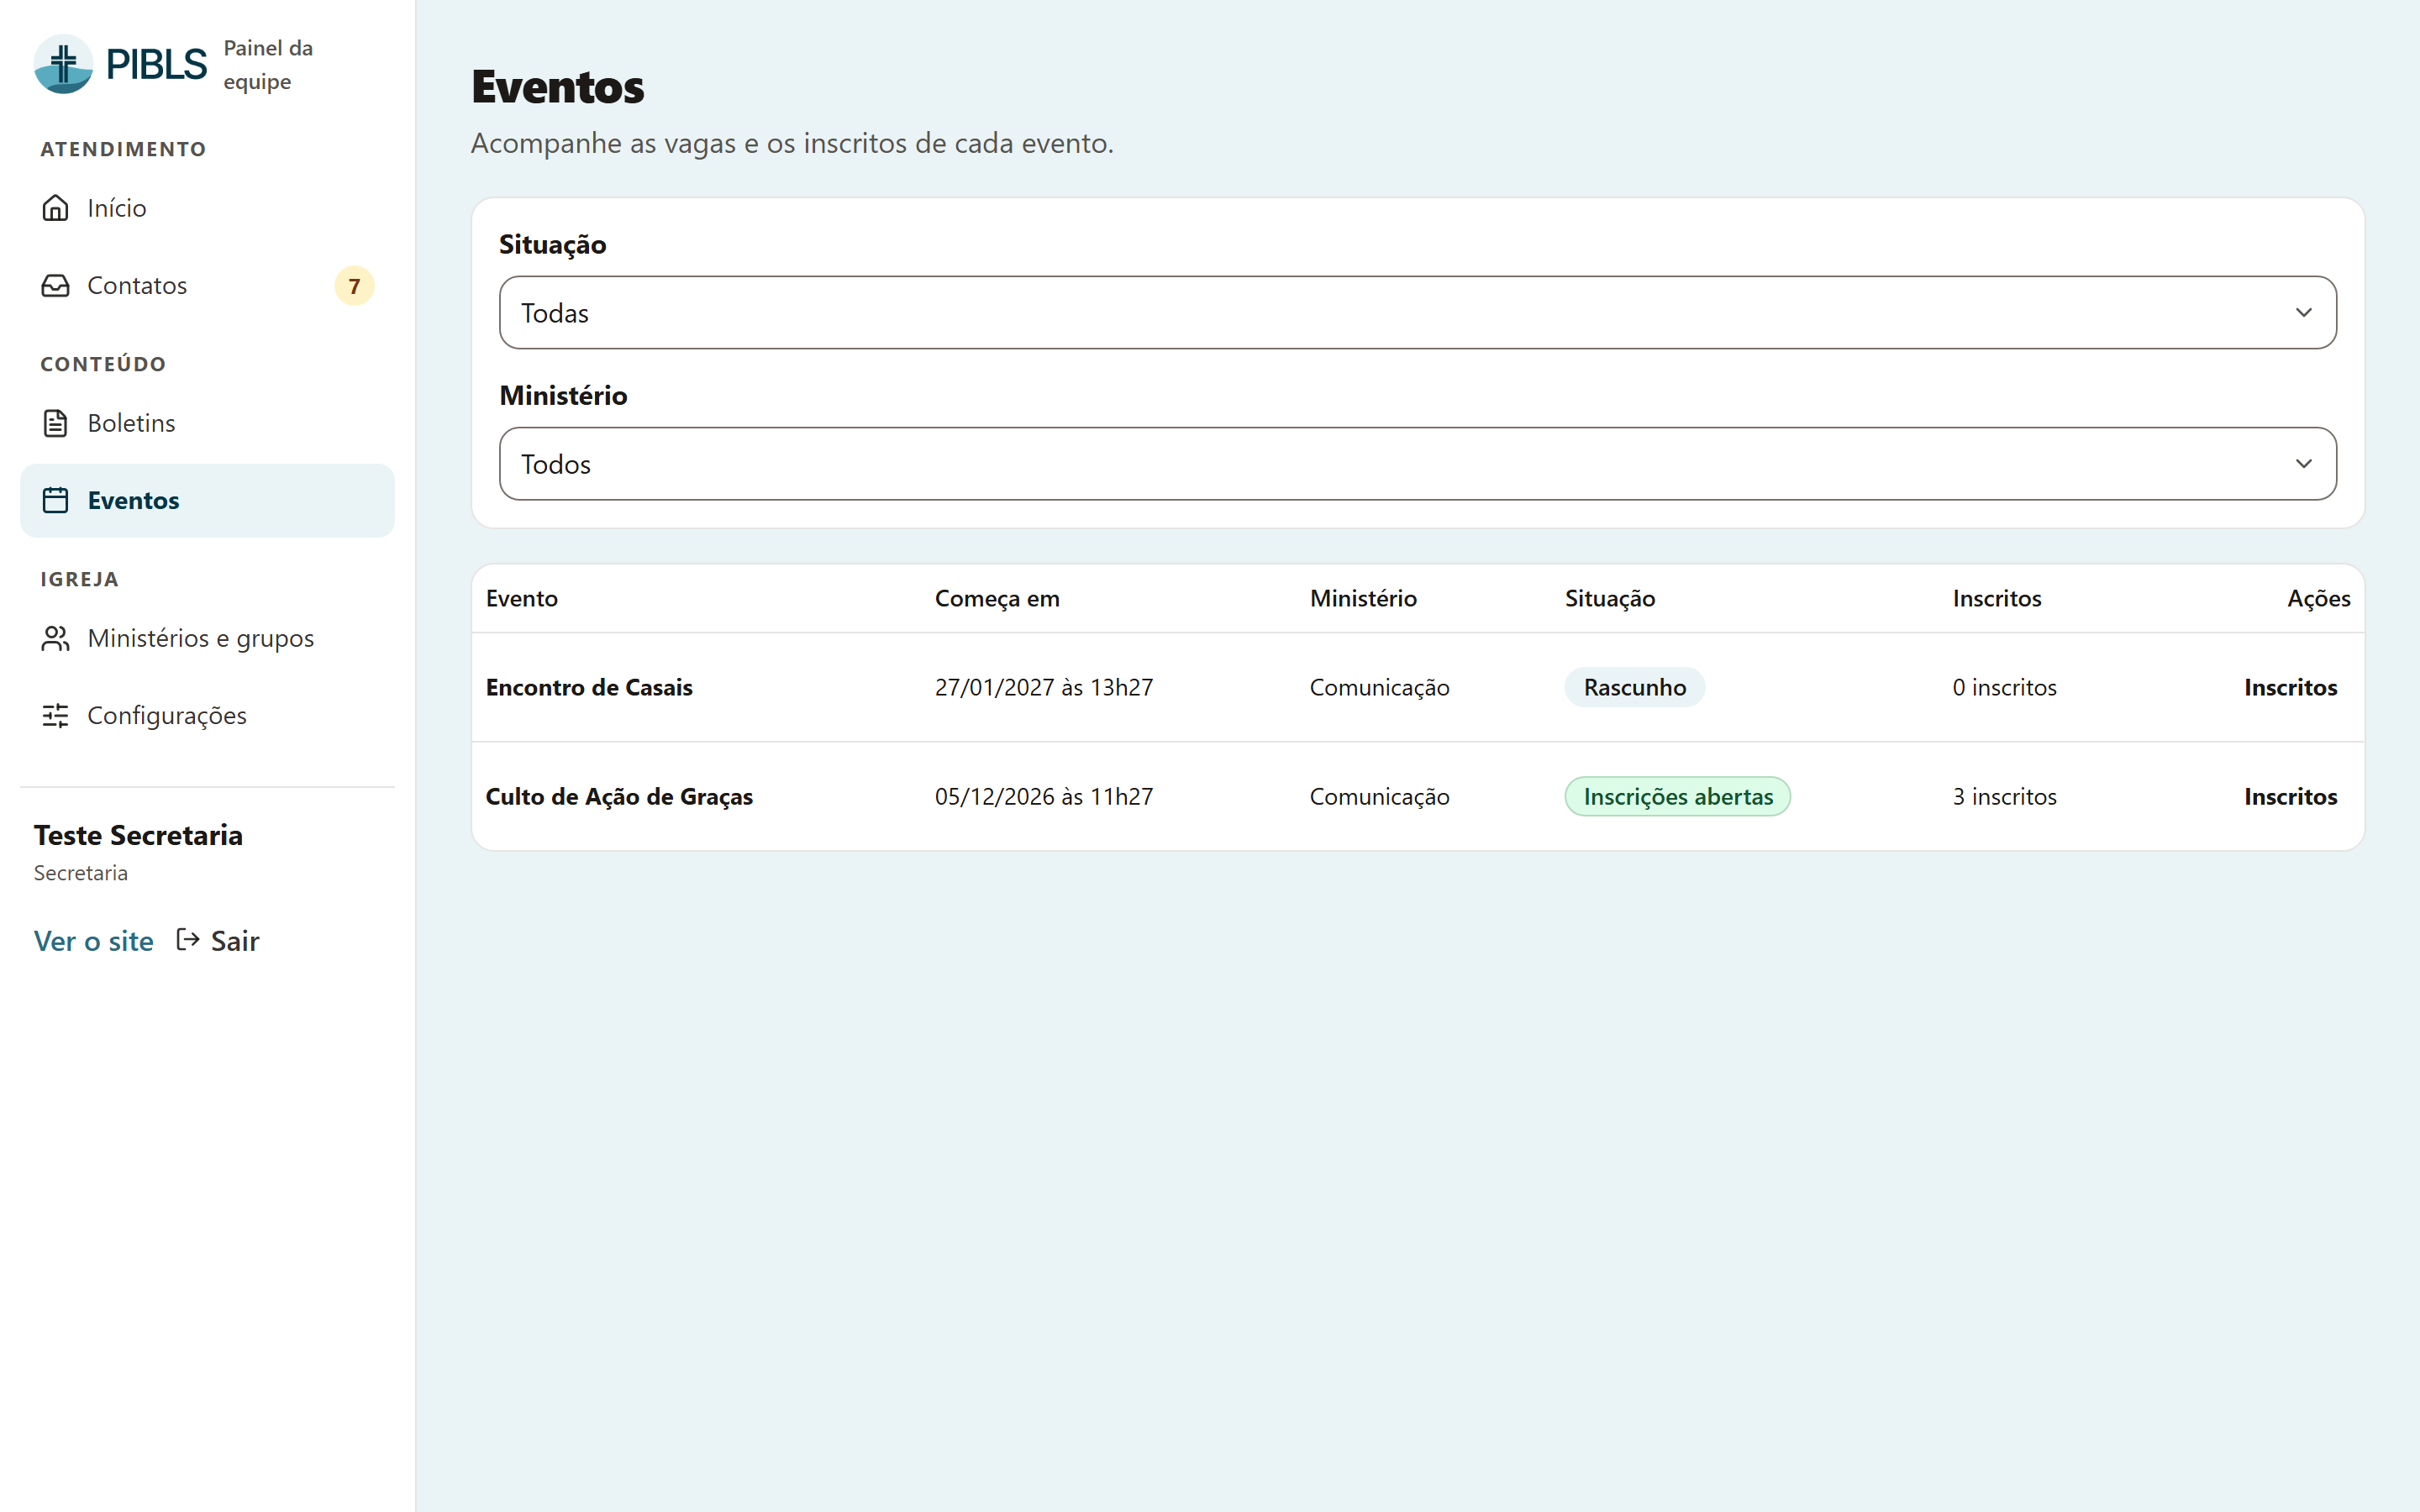 PIBLS
Painel da
equipe
ATENDIMENTO
Início
Contatos 7
CONTEÚDO
Boletins
Eventos
IGREJA
Ministérios e grupos
Configurações
Teste Secretaria
Secretaria
Ver o site Sair
Eventos
Acompanhe as vagas e os inscritos de cada evento.
Situação
Todas
Ministério
Todos
Evento Começa em Ministério Situação Inscritos Ações
Encontro de Casais 27/01/2027 às 13h27 Comunicação Rascunho 0 inscritos Inscritos
Culto de Ação de Graças 05/12/2026 às 11h27 Comunicação Inscrições abertas 3 inscritos Inscritos